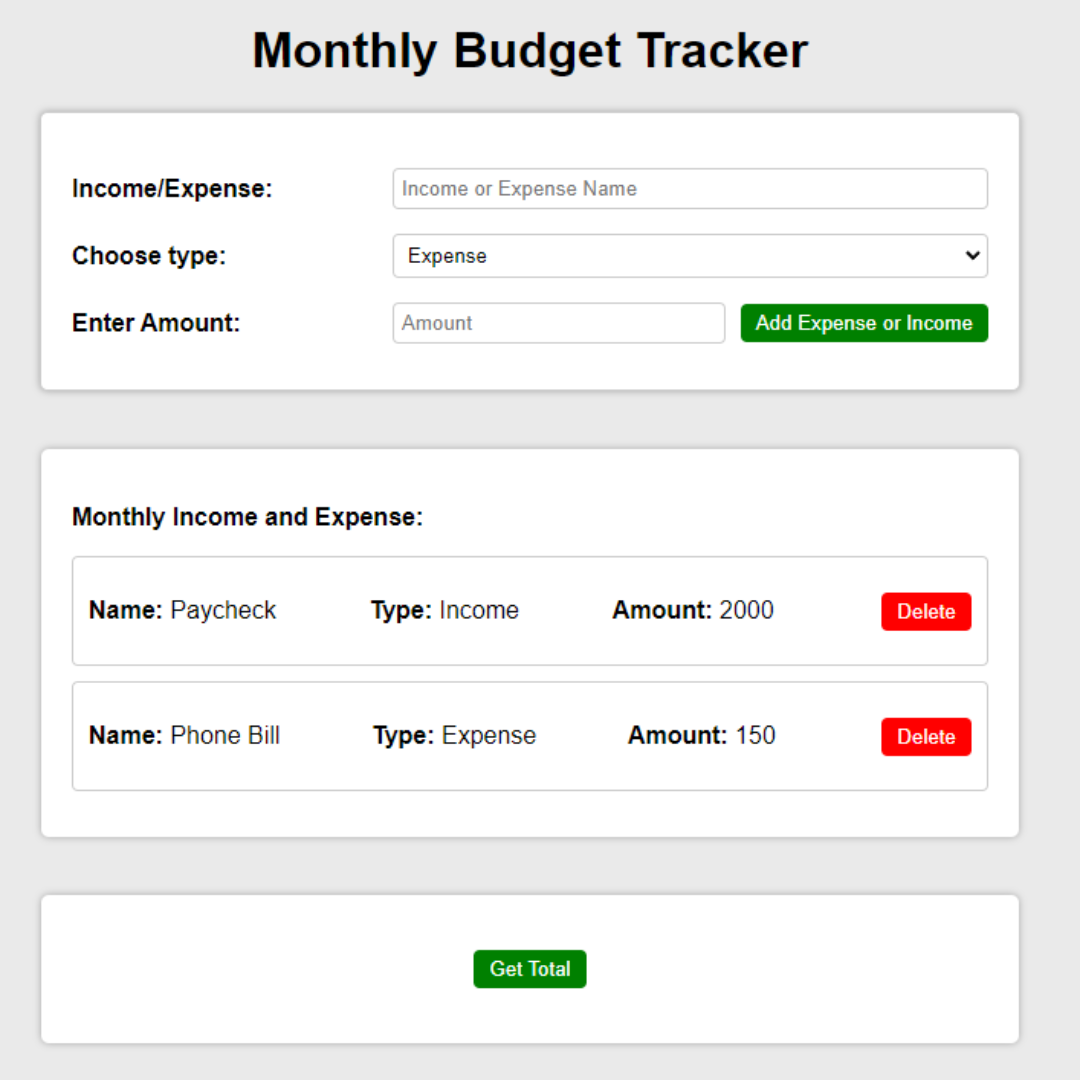 Monthly Budget Tracker
Income/Expense: Income or Expense Name
Choose type: Expense
Enter Amount: Amount Add Expense or Income
Monthly Income and Expense:
Name: Paycheck Type: Income Amount: 2000 Delete
Name: Phone Bill Type: Expense Amount: 150 Delete
Get Total